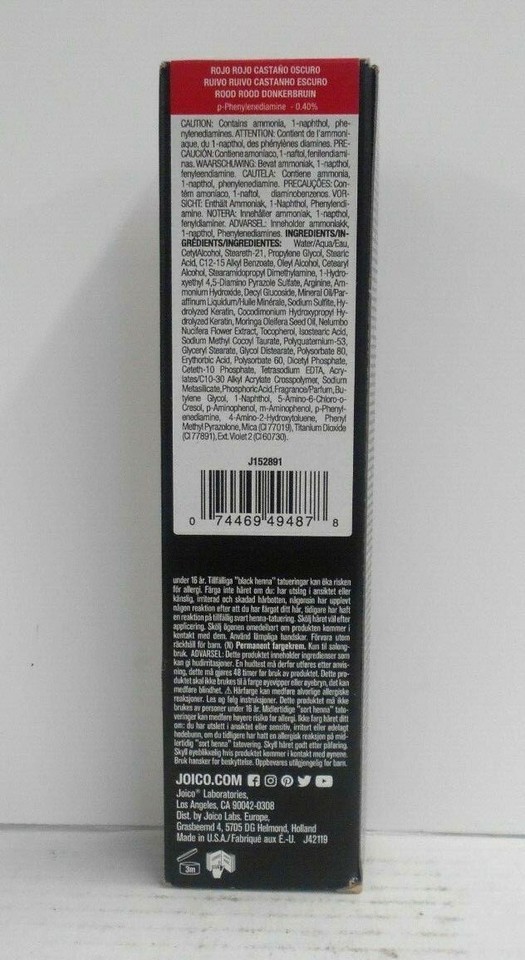 ROJO ROJO CASTAÑO OSCURO
RUIVO RUIVO CASTANHO ESCURO
ROOD ROOD DONKERBRUIN
p-Phenylenediamine - 0.40%
CAUTION: Contains ammonia, 1-naphthol, phe-
nylenediamines. ATTENTION: Contient de l'ammoni-
aque, du 1-napthol, des phénylènes diamines. PRE-
CAUCIÓN: Contiene amoníaco, 1-naftol, fenilendiami-
nas. WAARSCHUWING: Bevat ammoniak, 1-napthol,
fenyleendiamine. CAUTELA: Contiene ammonia,
1-napthol, phenylenediamine. PRECAUÇÕES: Con-
tém amoníaco, 1-naftol, diaminobenzenos. VOR-
SICHT: Enthält Ammoniak, 1-Naphthol, Phenylendi-
amine. NOTERA: Innehåller ammoniak, 1-napthol,
fenyldiaminer. ADVARSEL: Inneholder ammoniakk,
1-napthol, Phenylenediamines. INGREDIENTS/IN-
GRÉDIENTS/INGREDIENTES: Water/Aqua/Eau,
CetylAlcohol, Steareth-21, Propylene Glycol, Stearic
Acid, C12-15 Alkyl Benzoate, Oleyl Alcohol, Cetearyl
Alcohol, Stearamidopropyl Dimethylamine, 1-Hydro-
xyethyl 4,5-Diamino Pyrazole Sulfate, Arginine, Am-
monium Hydroxide, Decyl Glucoside, Mineral Oil/Par-
affinum Liquidum/Huile Minérale, Sodium Sulfite, Hy-
drolyzed Keratin, Cocodimonium Hydroxypropyl Hy-
drolyzed Keratin, Moringa Oleifera Seed Oil, Nelumbo
Nucifera Flower Extract, Tocopherol, Isostearic Acid,
Sodium Methyl Cocoyl Taurate, Polyquaternium-53,
Glyceryl Stearate, Glycol Distearate, Polysorbate 80,
Erythorbic Acid, Polysorbate 60, Dicetyl Phosphate,
Ceteth-10 Phosphate, Tetrasodium EDTA, Acry-
lates/C10-30 Alkyl Acrylate Crosspolymer, Sodium
Metasilicate, Phosphoric Acid, Fragrance/Parfum, Bu-
tylene Glycol, 1-Naphthol, 5-Amino-6-Chloro-o-
Cresol, p-Aminophenol, m-Aminophenol, p-Phenyl-
enediamine, 4-Amino-2-Hydroxytoluene, Phenyl
Methyl Pyrazolone, Mica (CI 77019), Titanium Dioxide
(CI 77891), Ext. Violet 2 (CI 60730).
J152891
0 74469 49487 8
under 16 år. Tillfälliga "black henna" tatueringar kan öka risken
för allergi. Färga inte håret om du: har utslag i ansiktet eller
känslig, irriterad och skadad hårbotten, någonsin har upplevt
någon reaktion efter att du har färgat ditt hår, tidigare har haft
en reaktion på tillfällig svart henna-tatuering. Skölj håret väl efter
applicering. Skölj ögonen omedelbart om produkten kommer i
kontakt med dem. Använd lämpliga handskar. Förvara utom
räckhåll för barn. (N) Permanent fargekrem. Kun til salong-
bruk. ADVARSEL: Dette produktet inneholder ingredienser som
kan gi hudirritasjoner. En hudtest må derfor utføres etter anvis-
ning, dette må gjøres 48 timer før bruk av produktet. Dette pro-
duktet skal ikke brukes til å farge øyevipper eller øyebryn, det kan
medføre blindhet. ⚠ Hårfarge kan medføre alvorlige allergiske
reaksjoner. Les og følg instruksjoner. Dette produktet må ikke
brukes av personer under 16 år. Midlertidige "sort henna" tato-
veringer kan medføre høyere risiko for allergi. Ikke farg håret ditt
om: du har utslett i ansiktet eller sensitiv, irritert eller ødelagt
hodebunn, om du tidligere har hatt en allergisk reaksjon på mid-
lertidig "sort henna" tatovering. Skyll håret godt etter påføring.
Skyll øyeblikkelig hvis produktet kommer i kontakt med øynene.
Bruk hansker for beskyttelse. Oppbevares utilgjengelig for barn.
JOICO.COM
Joico® Laboratories,
Los Angeles, CA 90042-0308
Dist. by Joico Labs. Europe,
Grasbeemd 4, 5705 DG Helmond, Holland
Made in U.S.A./Fabriqué aux É.-U. J42119
3m